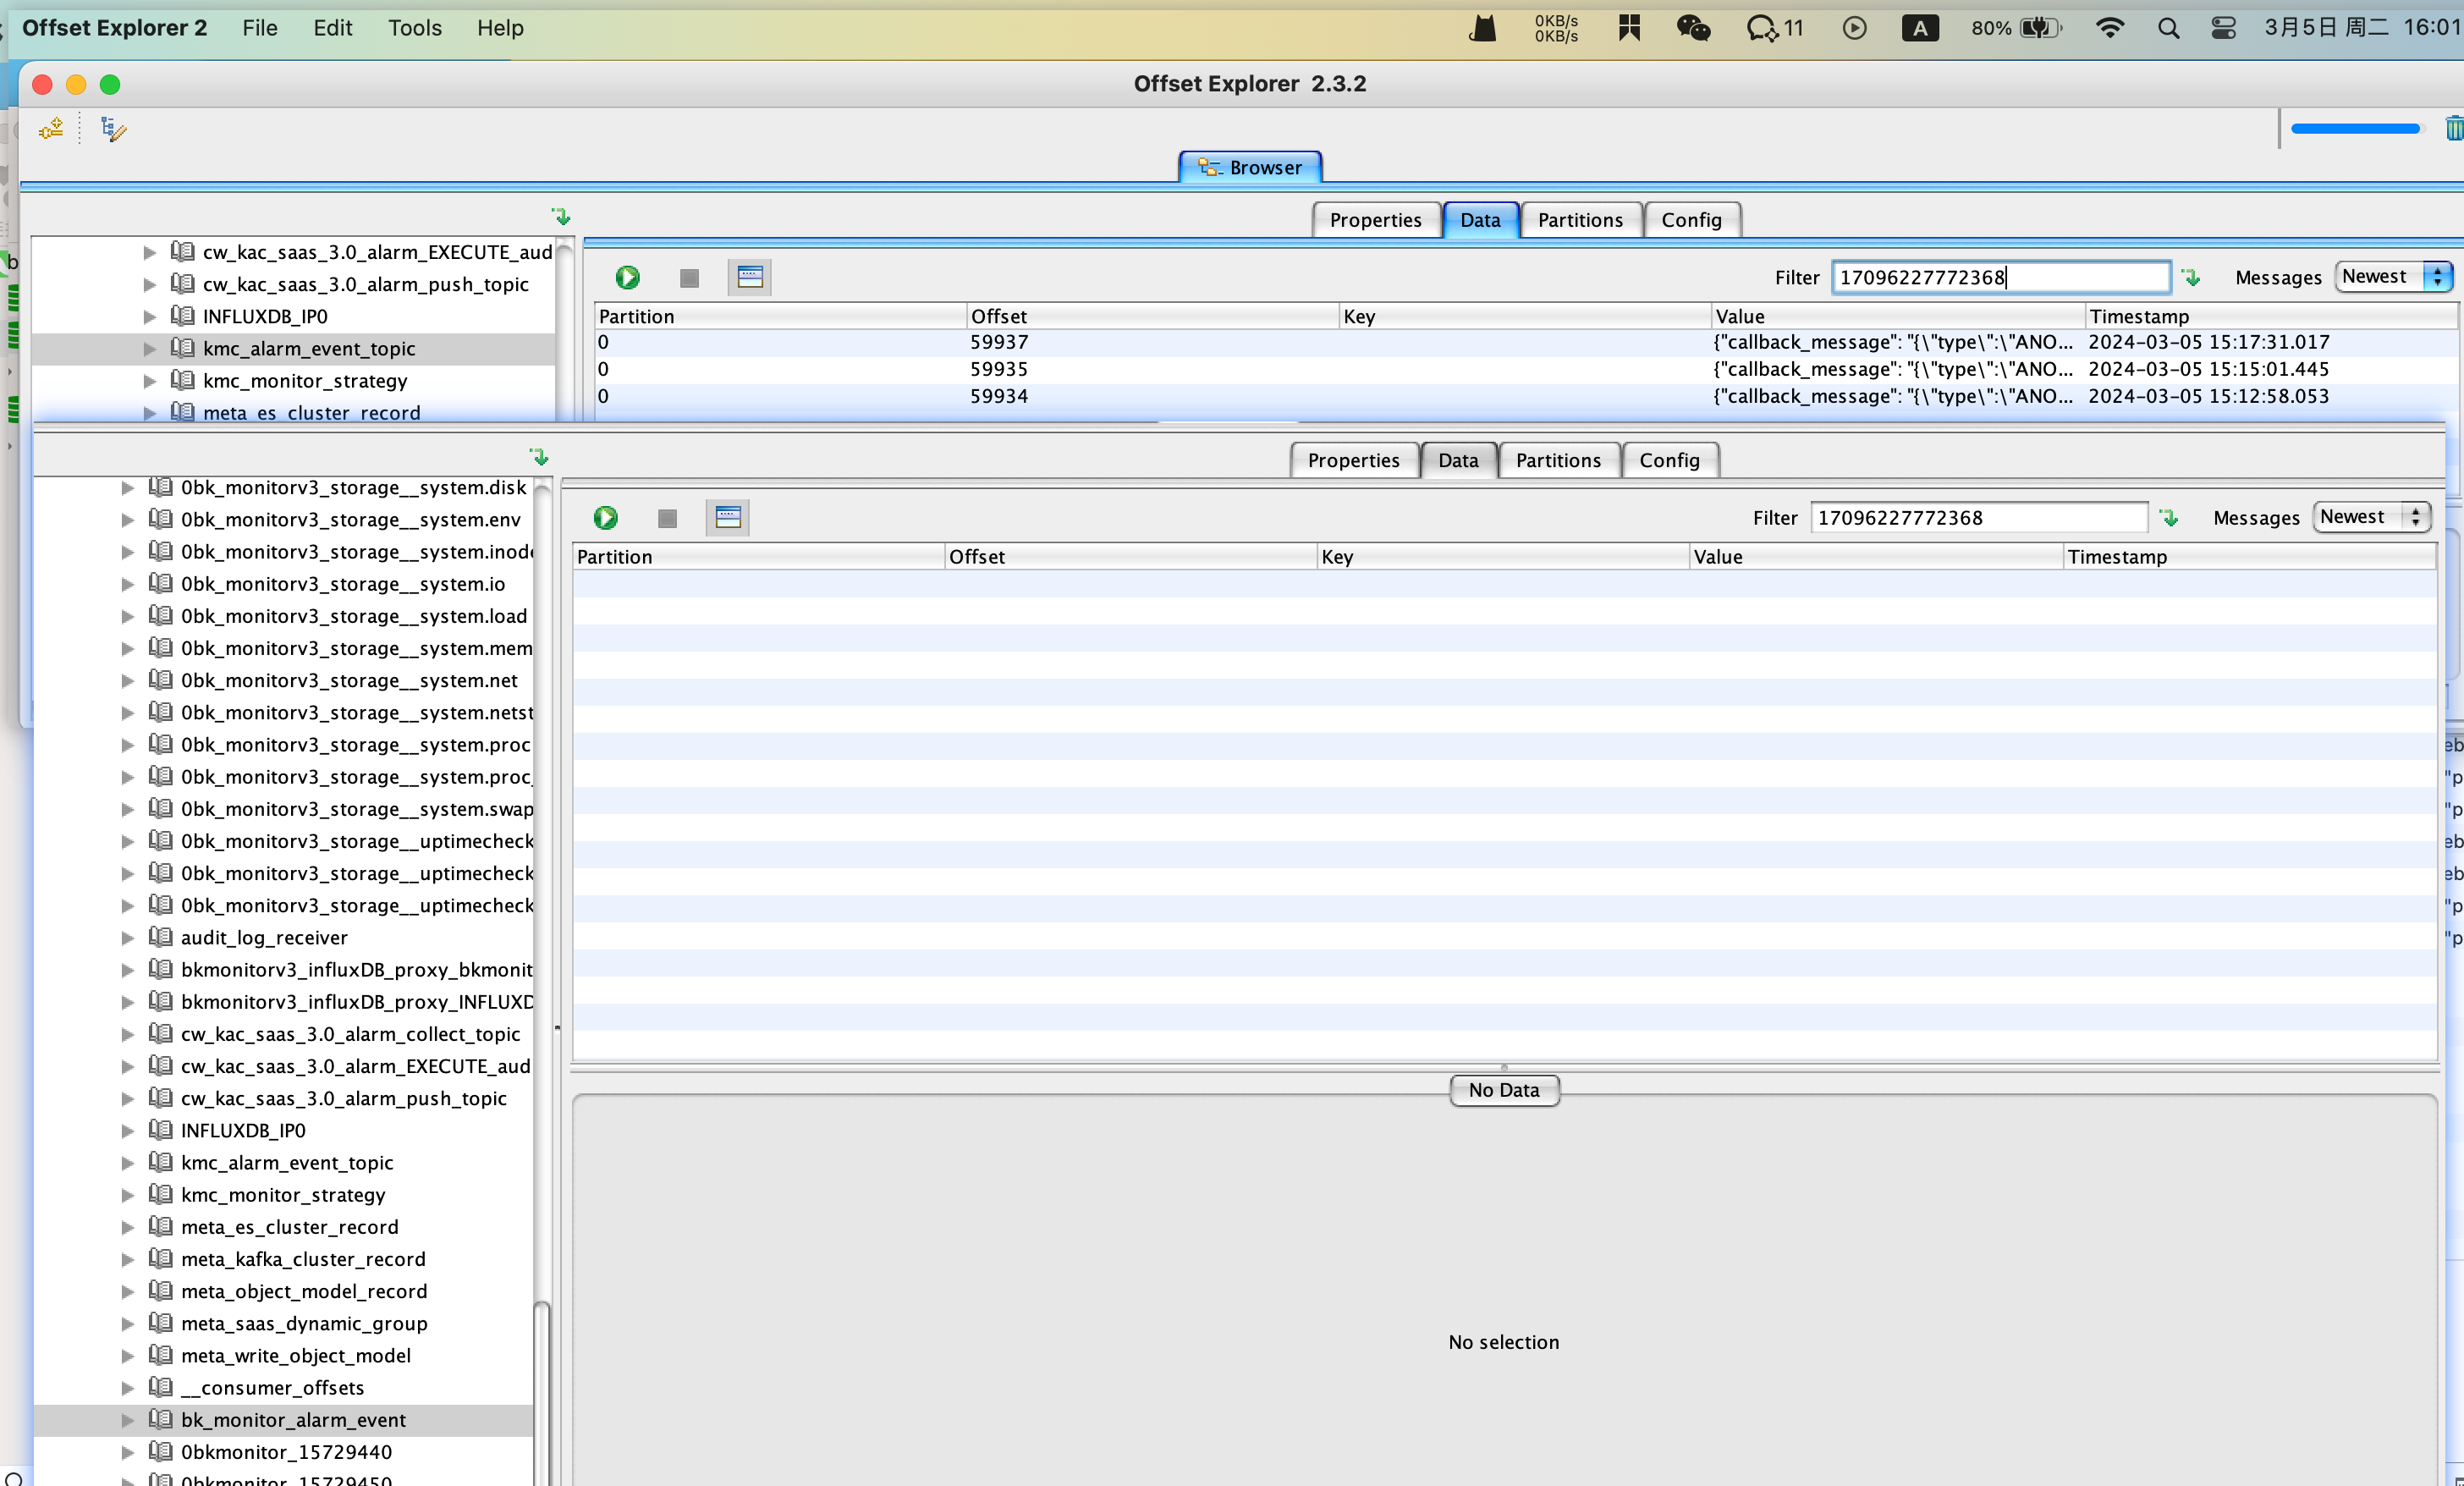 Offset Explorer 2 File Edit Tools Help 0KB/s 0KB/s 11 A 80% 3月5日 周二 16:01
Offset Explorer 2.3.2
Browser
Properties Data Partitions Config
cw_kac_saas_3.0_alarm_EXECUTE_aud
cw_kac_saas_3.0_alarm_push_topic
INFLUXDB_IP0
kmc_alarm_event_topic
kmc_monitor_strategy
meta_es_cluster_record
Filter 17096227772368 Messages Newest
Partition Offset Key Value Timestamp
0 59937 {"callback_message": "{\"type\":\"ANO... 2024-03-05 15:17:31.017
0 59935 {"callback_message": "{\"type\":\"ANO... 2024-03-05 15:15:01.445
0 59934 {"callback_message": "{\"type\":\"ANO... 2024-03-05 15:12:58.053
Properties Data Partitions Config
0bk_monitorv3_storage__system.disk
0bk_monitorv3_storage__system.env
0bk_monitorv3_storage__system.inode
0bk_monitorv3_storage__system.io
0bk_monitorv3_storage__system.load
0bk_monitorv3_storage__system.mem
0bk_monitorv3_storage__system.net
0bk_monitorv3_storage__system.netst
0bk_monitorv3_storage__system.proc
0bk_monitorv3_storage__system.proc_
0bk_monitorv3_storage__system.swap
0bk_monitorv3_storage__uptimecheck
0bk_monitorv3_storage__uptimecheck
0bk_monitorv3_storage__uptimecheck
audit_log_receiver
bkmonitorv3_influxDB_proxy_bkmonit
bkmonitorv3_influxDB_proxy_INFLUXD
cw_kac_saas_3.0_alarm_collect_topic
cw_kac_saas_3.0_alarm_EXECUTE_aud
cw_kac_saas_3.0_alarm_push_topic
INFLUXDB_IP0
kmc_alarm_event_topic
kmc_monitor_strategy
meta_es_cluster_record
meta_kafka_cluster_record
meta_object_model_record
meta_saas_dynamic_group
meta_write_object_model
__consumer_offsets
bk_monitor_alarm_event
0bkmonitor_15729440
0bkmonitor_15729450
Filter 17096227772368 Messages Newest
Partition Offset Key Value Timestamp
No Data
No selection
eb
"p
"p
eb
eb
"p
"p